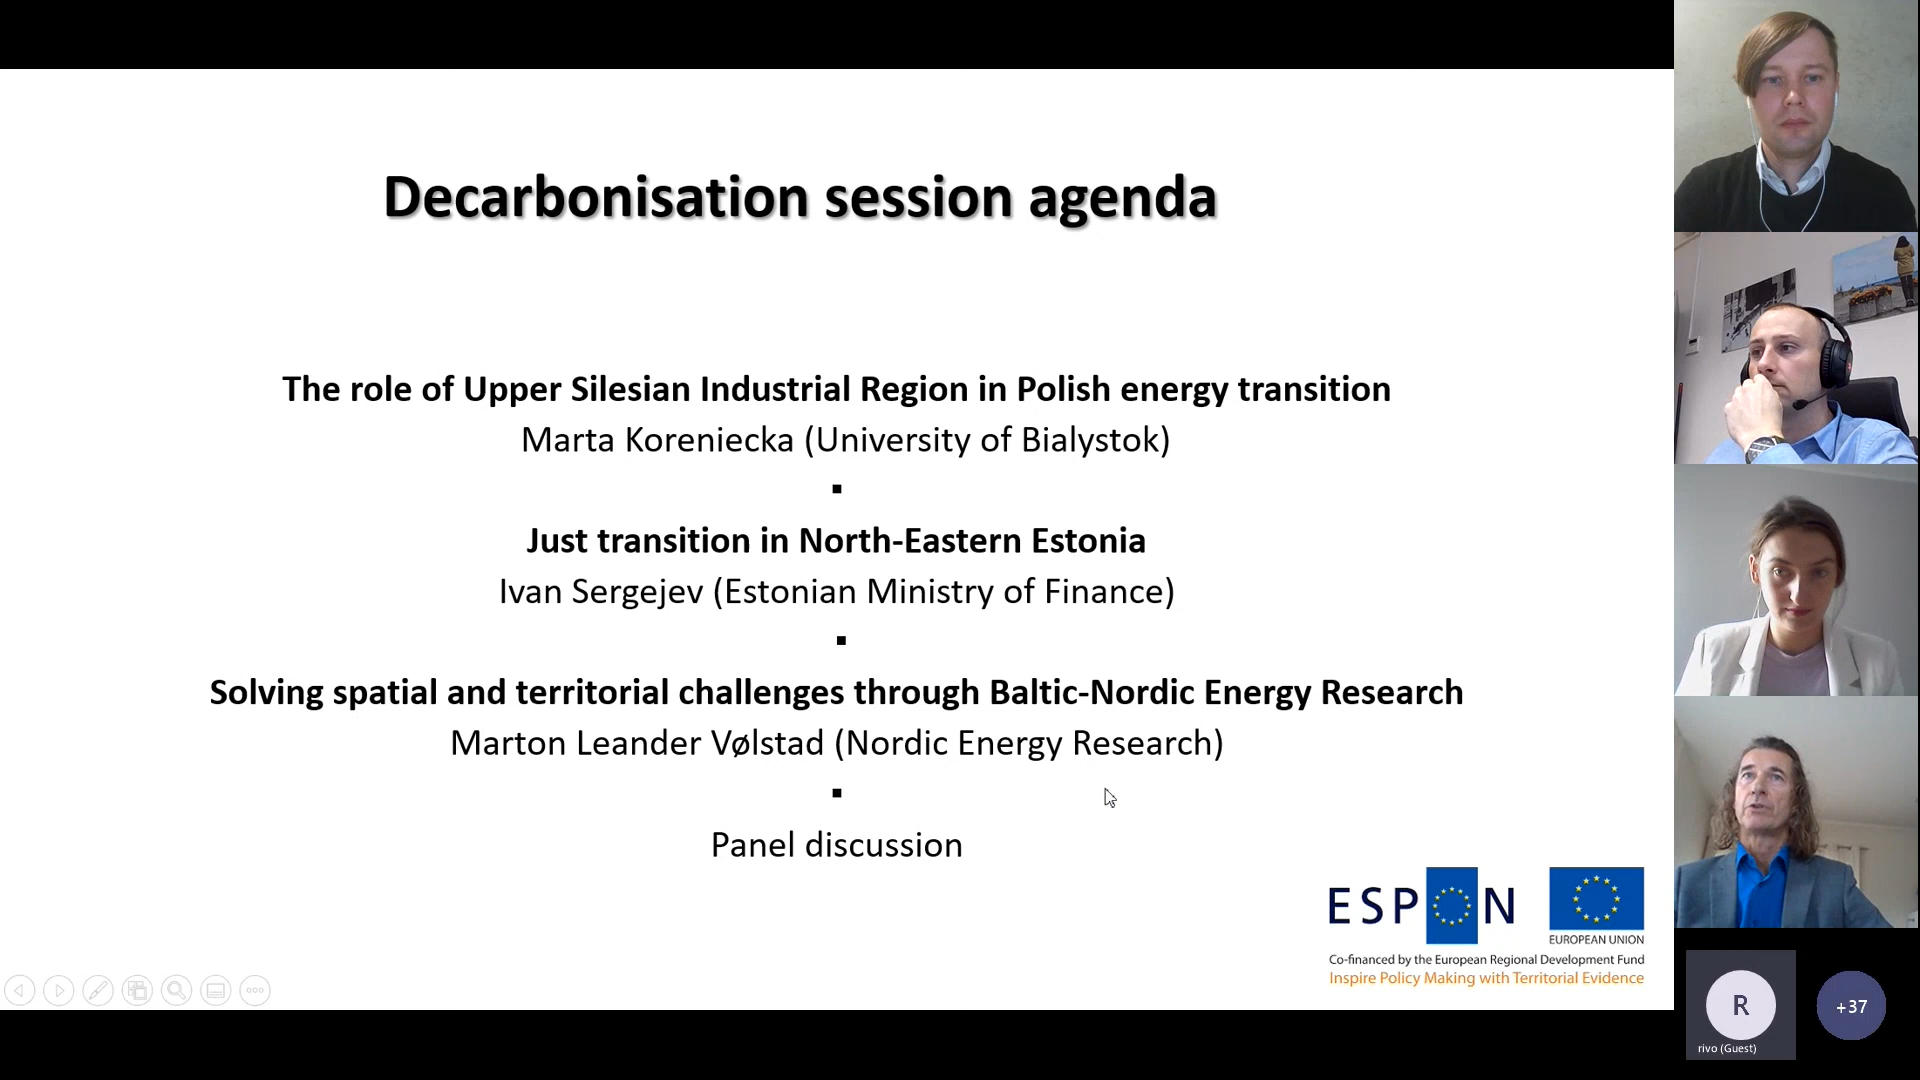 Decarbonisation session agenda
The role of Upper Silesian Industrial Region in Polish energy transition
Marta Koreniecka (University of Bialystok)
Just transition in North-Eastern Estonia
Ivan Sergejev (Estonian Ministry of Finance)
Solving spatial and territorial challenges through Baltic-Nordic Energy Research
Marton Leander Vølstad (Nordic Energy Research)
Panel discussion
ESPON
EUROPEAN UNION
Co-financed by the European Regional Development Fund
Inspire Policy Making with Territorial Evidence
R
rivo (Guest)
+37